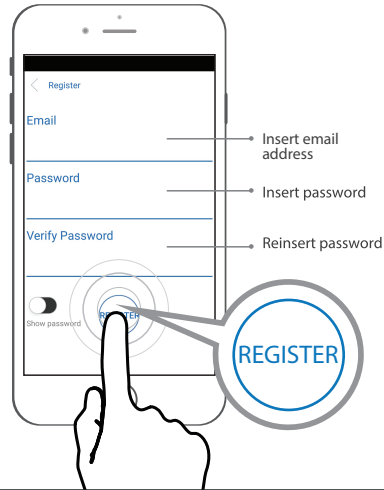 Register
Email
Insert email
address
Password
Insert password
Verify Password
Reinsert password
Show password
REGISTER
REGISTER